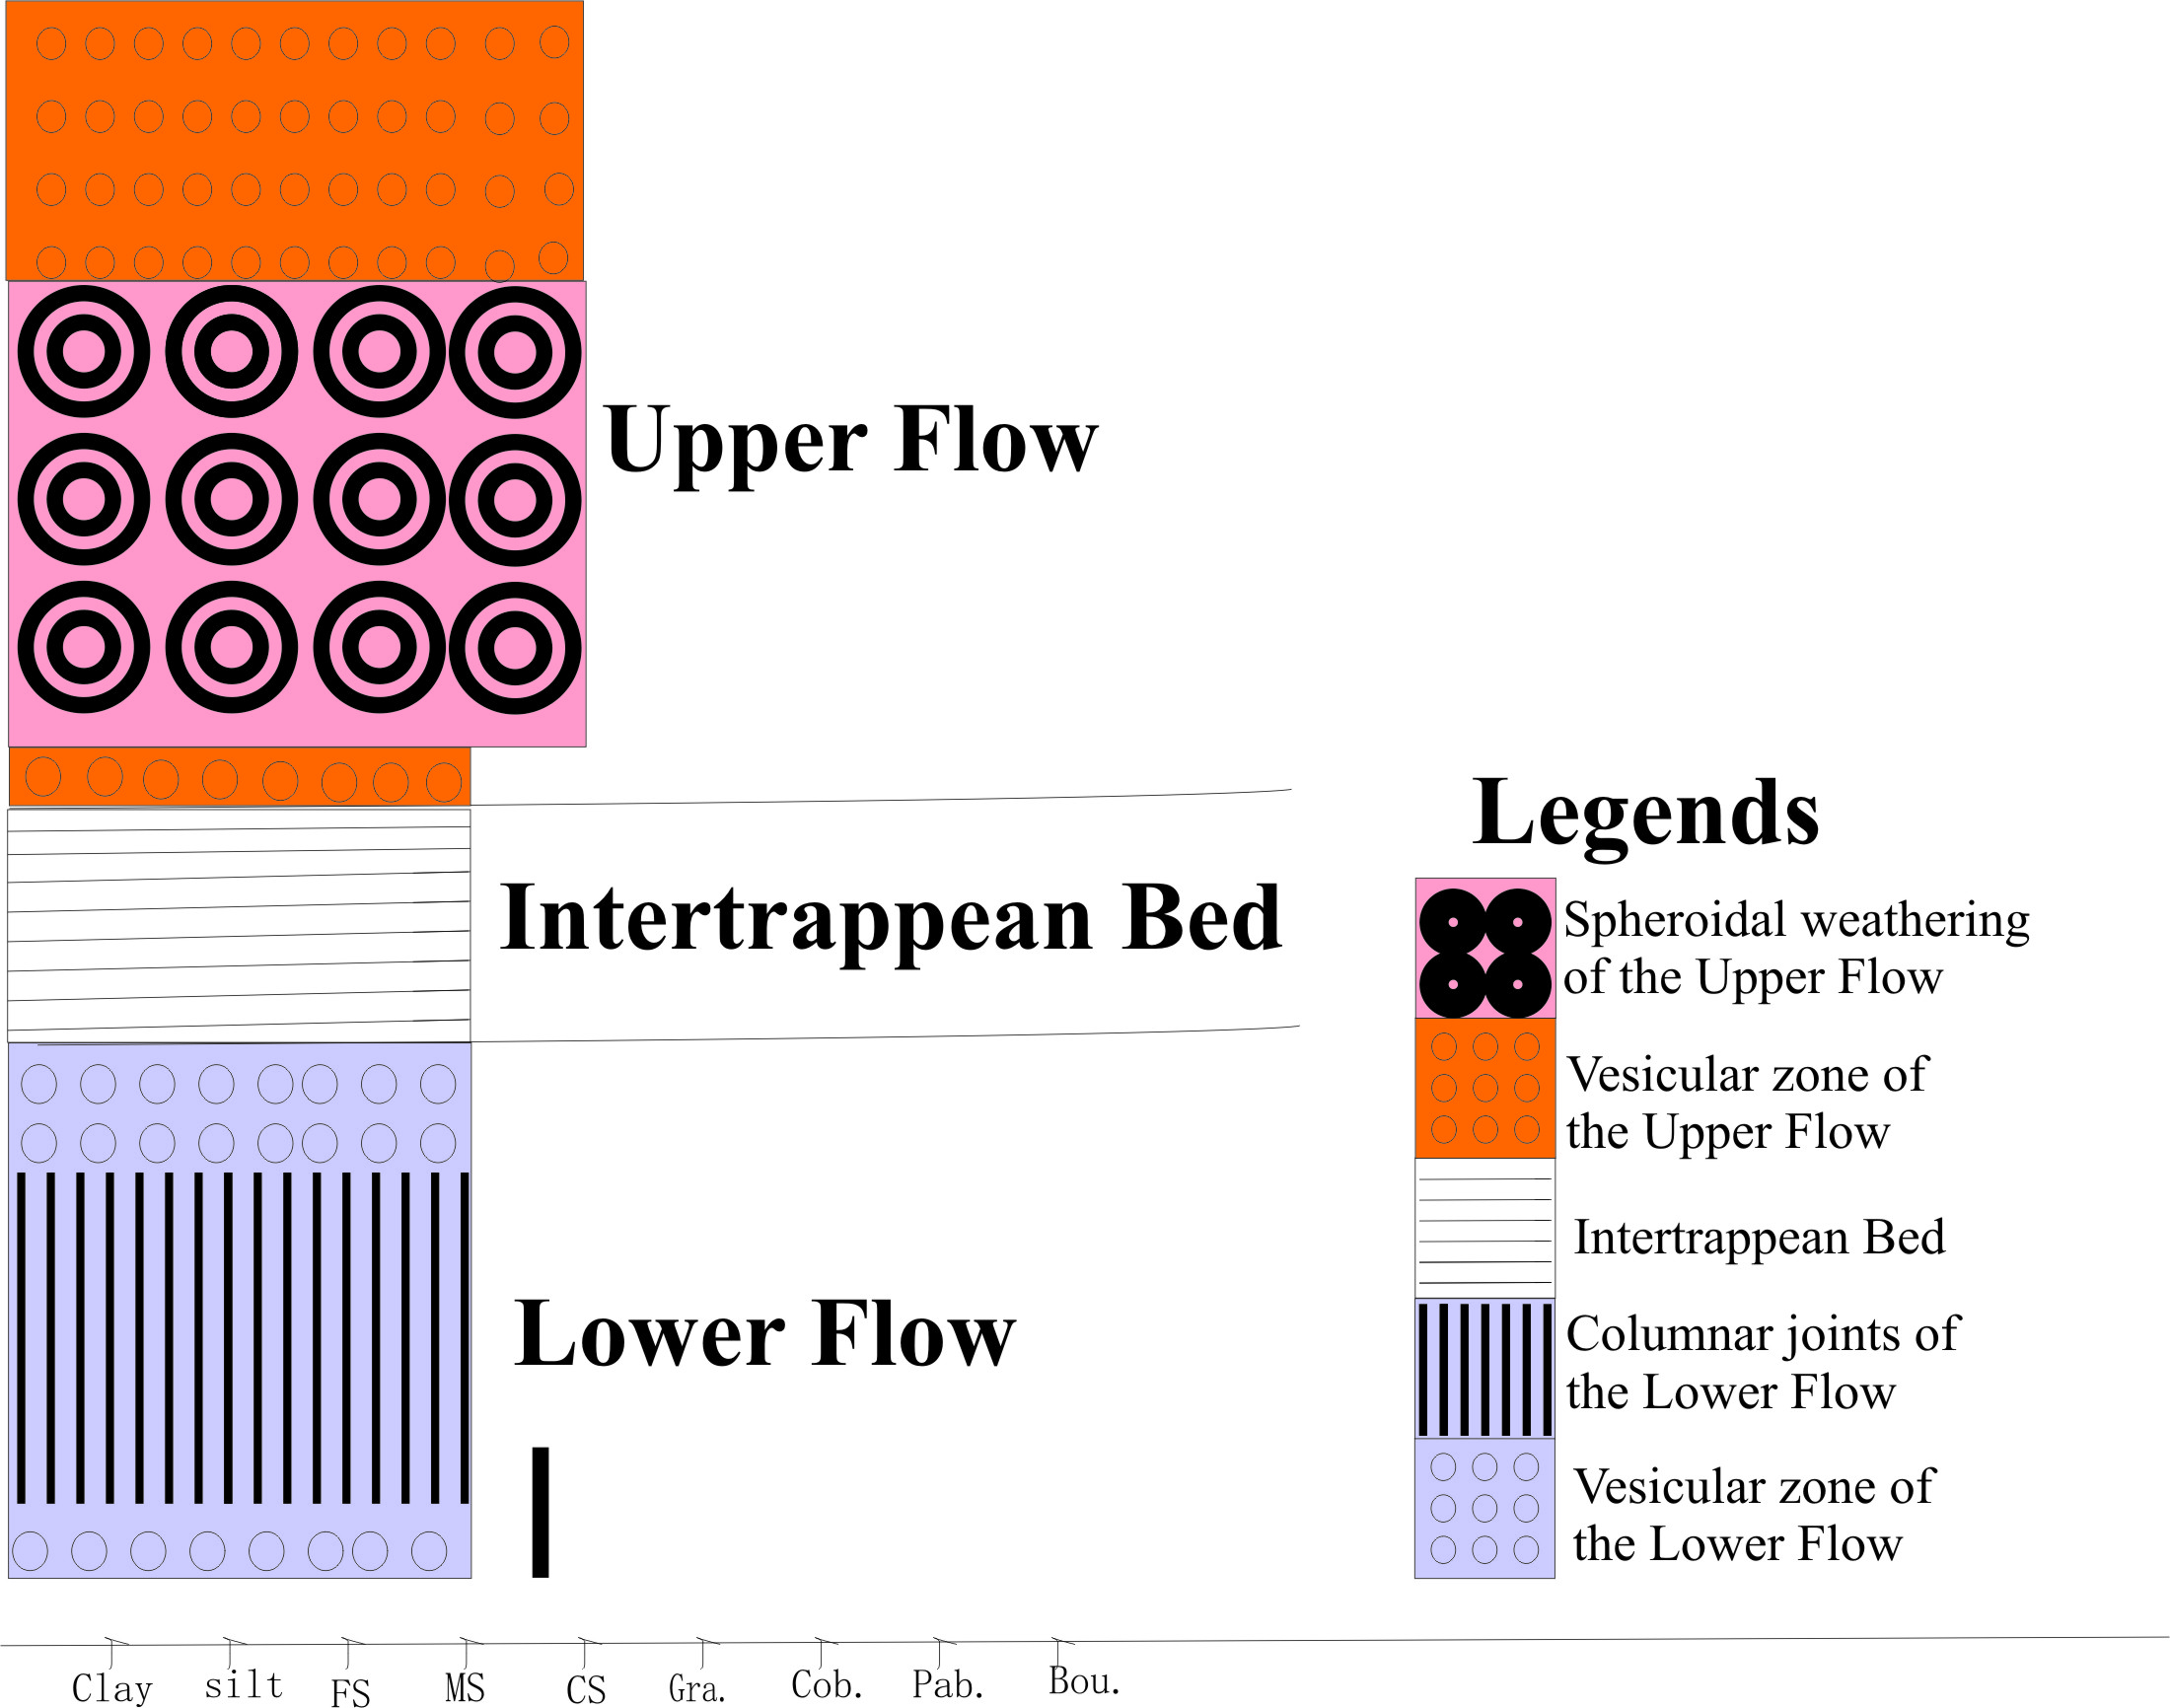 Upper Flow
Intertrappean Bed
Lower Flow
Legends
Spheroidal weathering
of the Upper Flow
Vesicular zone of
the Upper Flow
Intertrappean Bed
Columnar joints of
the Lower Flow
Vesicular zone of
the Lower Flow
Clay silt FS MS CS Gra. Cob. Pab. Bou.